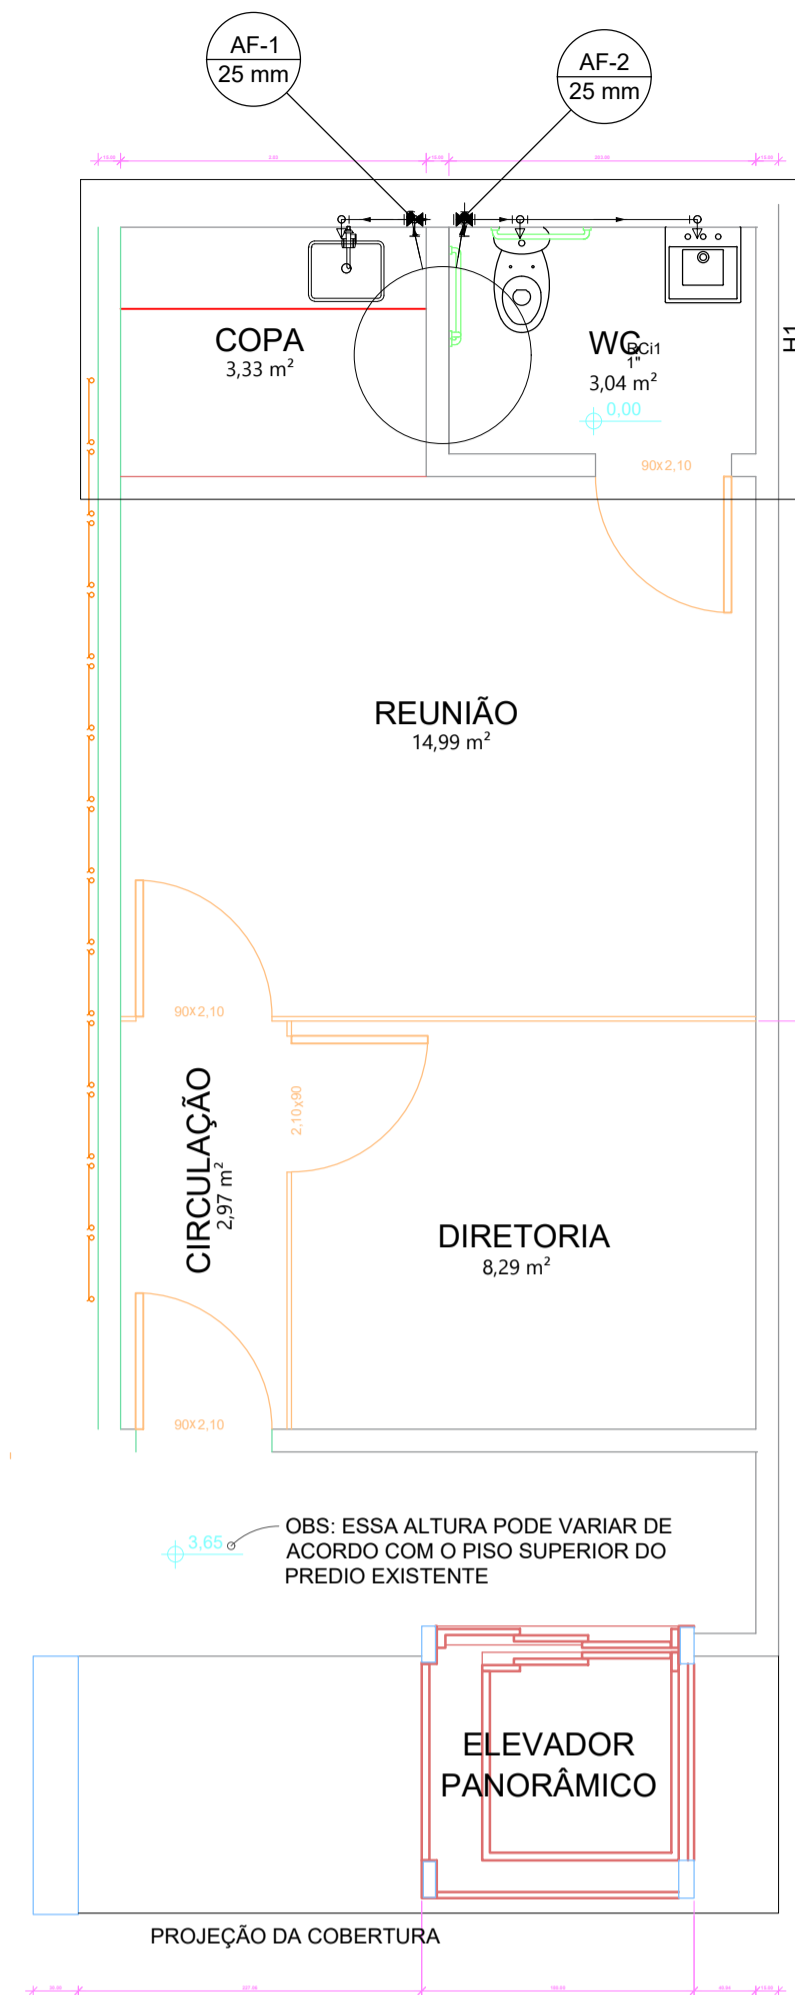 AF-1
25 mm
AF-2
25 mm
COPA
3,33 m²
WC
RCi1
1"
3,04 m²
0,00
H1
90x2,10
REUNIÃO
14,99 m²
90x2,10
2,10x90
CIRCULAÇÃO
2,97 m²
DIRETORIA
8,29 m²
90x2,10
3,65
OBS: ESSA ALTURA PODE VARIAR DE
ACORDO COM O PISO SUPERIOR DO
PREDIO EXISTENTE
ELEVADOR
PANORÂMICO
PROJEÇÃO DA COBERTURA